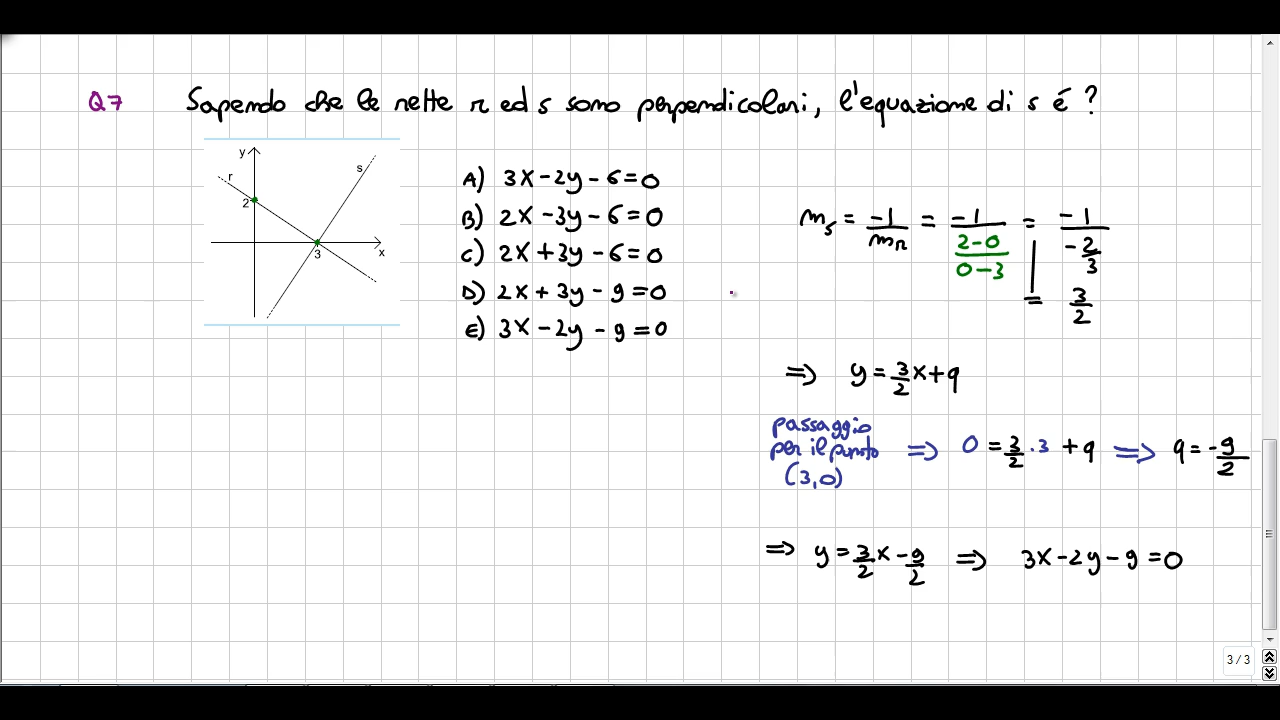 Q7 Sapendo che le rette r ed s sono perpendicolari, l'equazione di s é ?
y
s
r
2
3
x
A) 3x - 2y - 6 = 0
B) 2x - 3y - 6 = 0
C) 2x + 3y - 6 = 0
D) 2x + 3y - 9 = 0
E) 3x - 2y - 9 = 0
m_s = -1/m_r = -1/((2-0)/(0-3)) = -1/(-2/3)
= 3/2
⇒ y = 3/2 x + q
passaggio
per il punto ⇒ 0 = 3/2 · 3 + q ⇒ q = -9/2
(3,0)
⇒ y = 3/2 x - 9/2 ⇒ 3x - 2y - 9 = 0
3 / 3